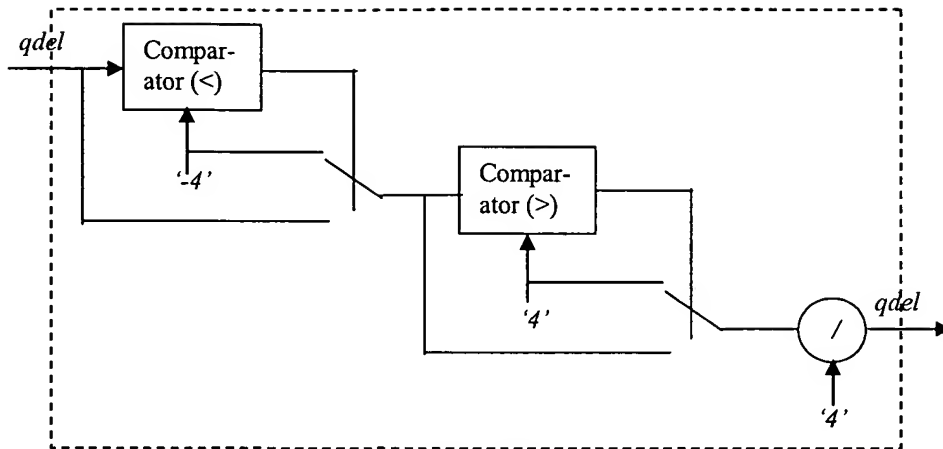 qdel
Compar-
ator (<)
‘-4’
Compar-
ator (>)
‘4’
qdel
/
‘4’